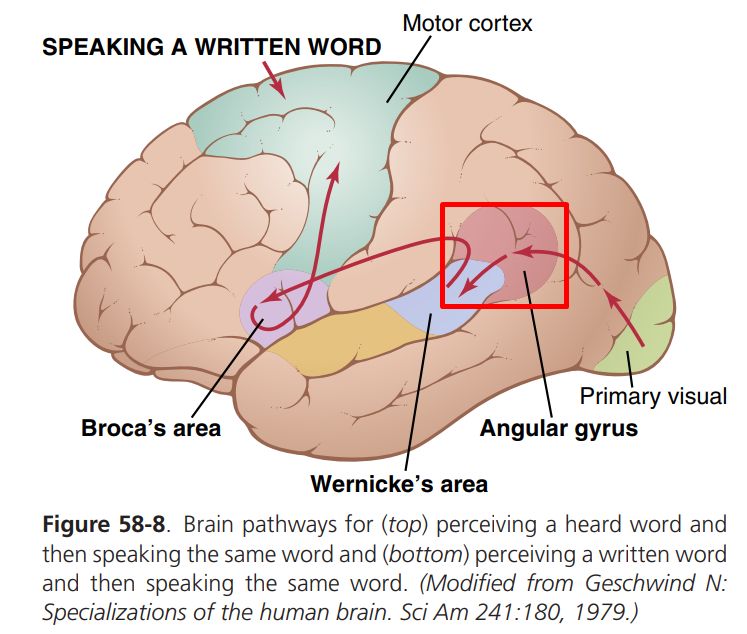 Motor cortex
SPEAKING A WRITTEN WORD
Primary visual
Broca’s area
Angular gyrus
Wernicke’s area
Figure 58-8. Brain pathways for (top) perceiving a heard word and
then speaking the same word and (bottom) perceiving a written word
and then speaking the same word. (Modified from Geschwind N:
Specializations of the human brain. Sci Am 241:180, 1979.)